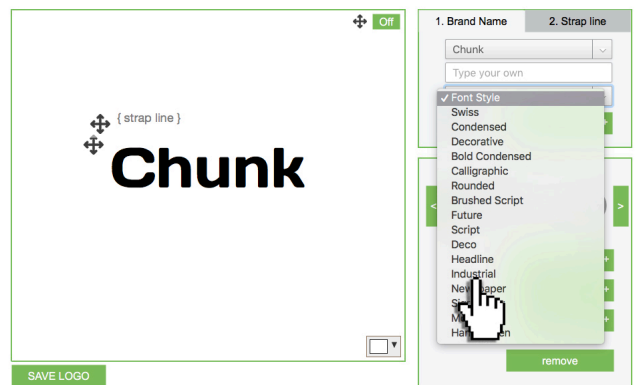 Off
{ strap line }
Chunk
SAVE LOGO
1. Brand Name
2. Strap line
Chunk
Type your own
✓ Font Style
Swiss
Condensed
Decorative
Bold Condensed
Calligraphic
Rounded
Brushed Script
Future
Script
Deco
Headline
Industrial
<
>
+
+
+
+
remove